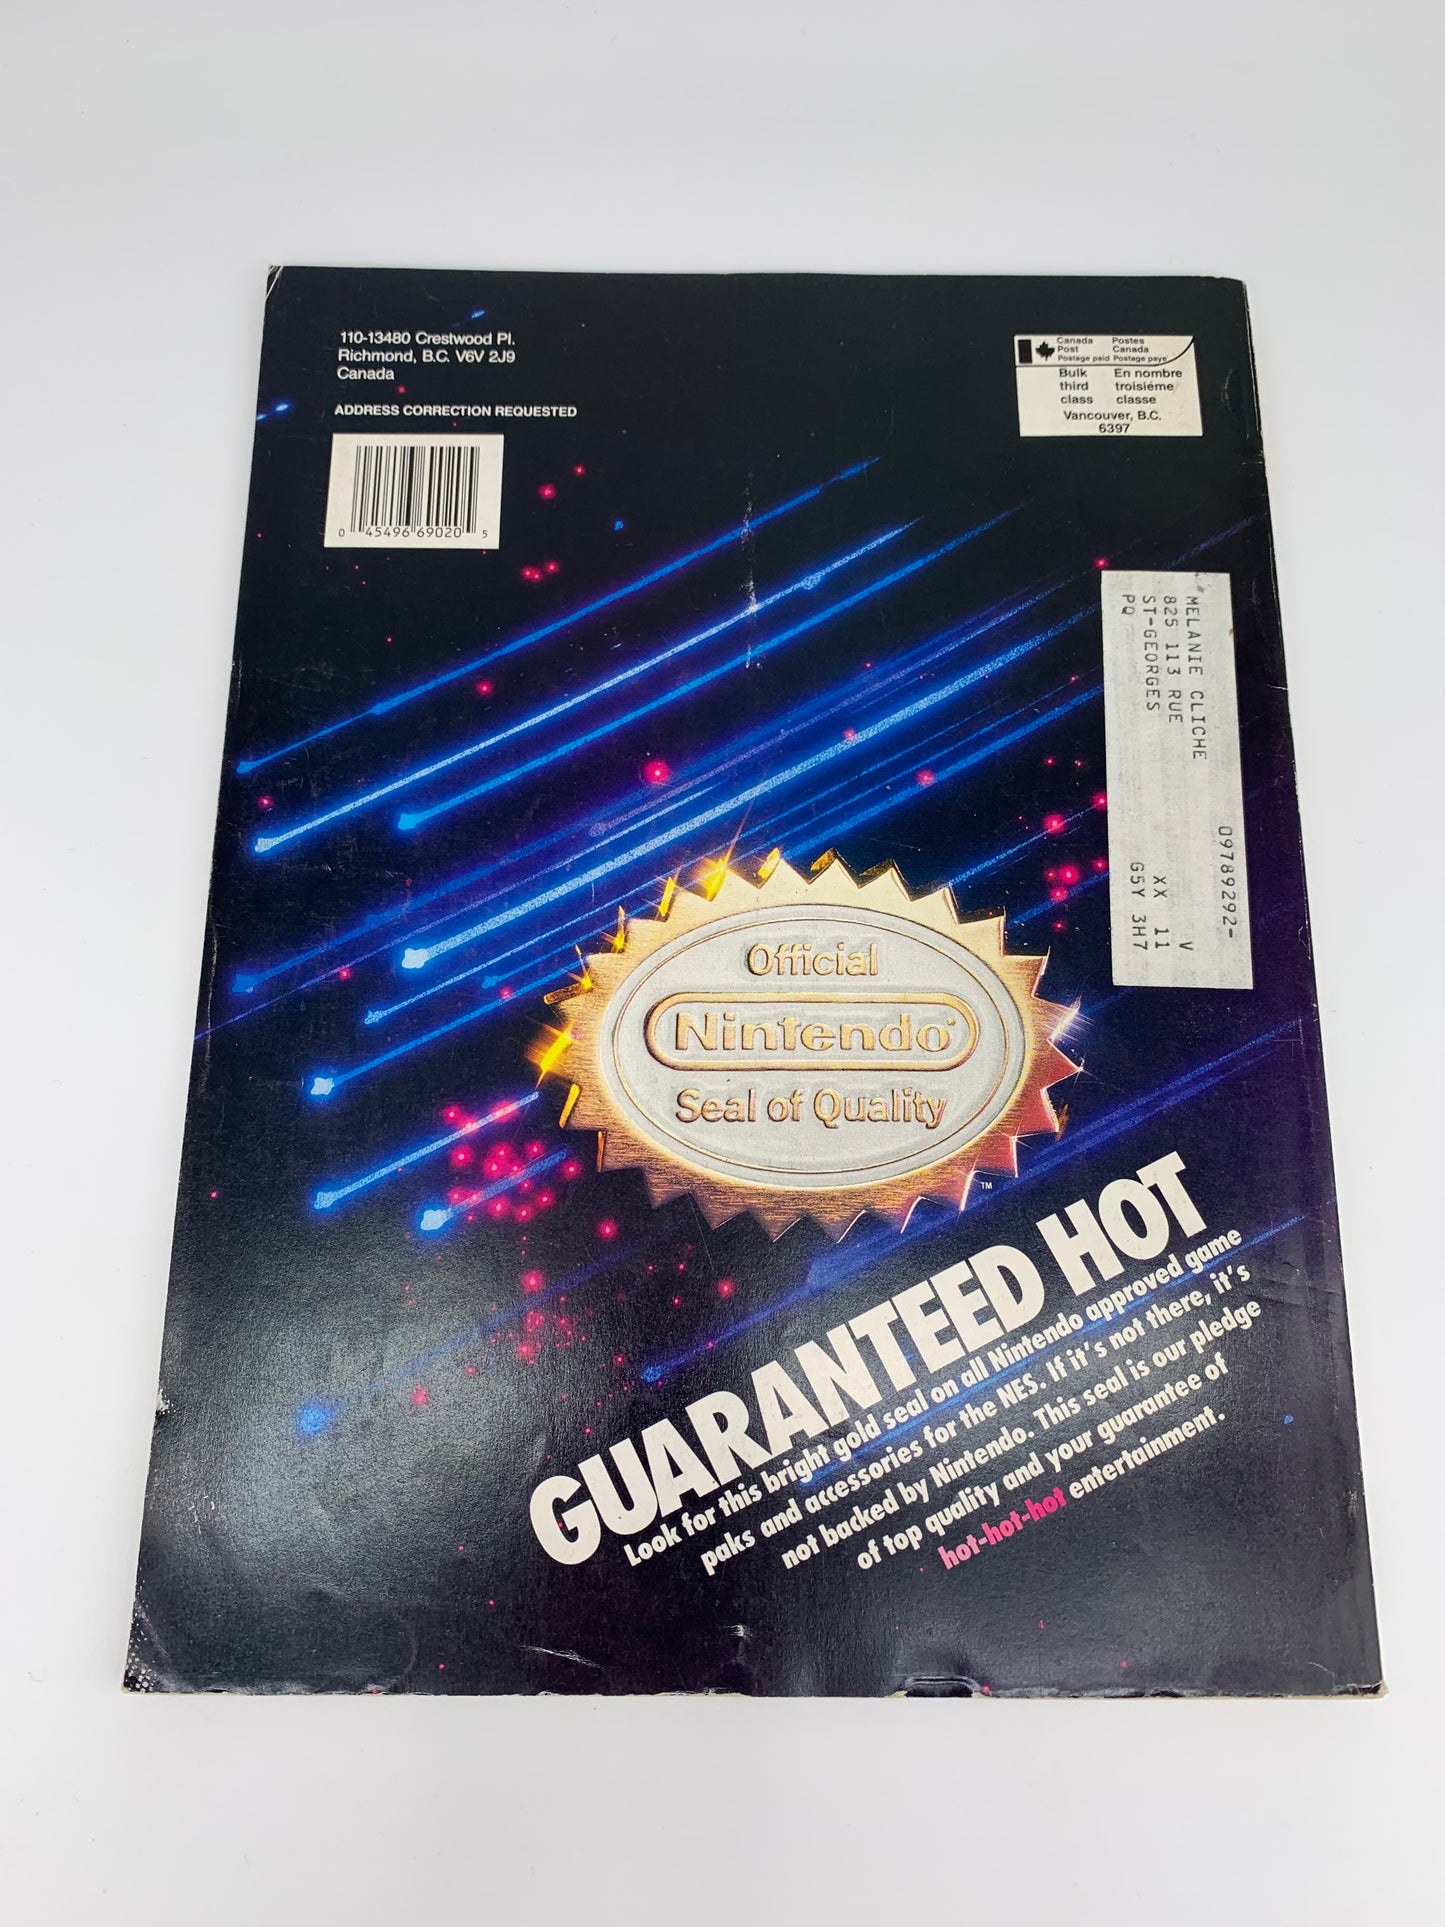 110-13480 Crestwood Pl.
Richmond, B.C. V6V 2J9
Canada
ADDRESS CORRECTION REQUESTED
0 45496 69020 5
Canada Postes
Post Canada
Postage paid Postage payé
Bulk En nombre
third troisiéme
class classe
Vancouver, B.C.
6397
09789292-
MELANIE CLICHE V
825 113 RUE XX 11
ST-GEORGES G5Y 3H7
PQ
Official
Nintendo®
Seal of Quality
TM
GUARANTEED HOT
Look for this bright gold seal on all Nintendo approved game
paks and accessories for the NES. If it's not there, it's
not backed by Nintendo. This seal is our pledge
of top quality and your guarantee of
hot-hot-hot entertainment.